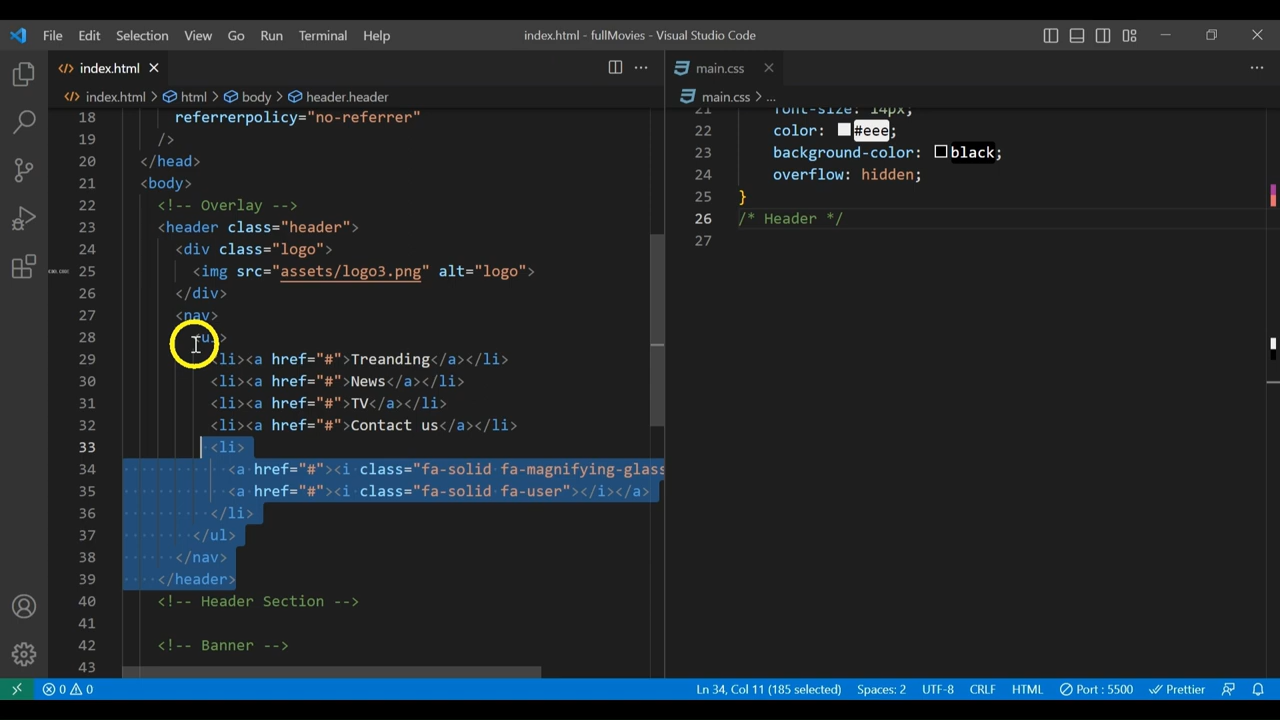 File Edit Selection View Go Run Terminal Help index.html - fullMovies - Visual Studio Code
index.html
main.css
index.html > html > body > header.header
main.css > ...
18 referrerpolicy="no-referrer"
19 />
20 </head>
21 <body>
22 <!-- Overlay -->
23 <header class="header">
24 <div class="logo">
25 <img src="assets/logo3.png" alt="logo">
26 </div>
27 <nav>
28 <ul>
29 <li><a href="#">Treanding</a></li>
30 <li><a href="#">News</a></li>
31 <li><a href="#">TV</a></li>
32 <li><a href="#">Contact us</a></li>
33 <li>
34 <a href="#"><i class="fa-solid fa-magnifying-glass
35 <a href="#"><i class="fa-solid fa-user"></i></a>
36 </li>
37 </ul>
38 </nav>
39 </header>
40 <!-- Header Section -->
41
42 <!-- Banner -->
43
21 font-size: 14px;
22 color: #eee;
23 background-color: black;
24 overflow: hidden;
25 }
26 /* Header */
27
0 0 Ln 34, Col 11 (185 selected) Spaces: 2 UTF-8 CRLF HTML Port : 5500 Prettier